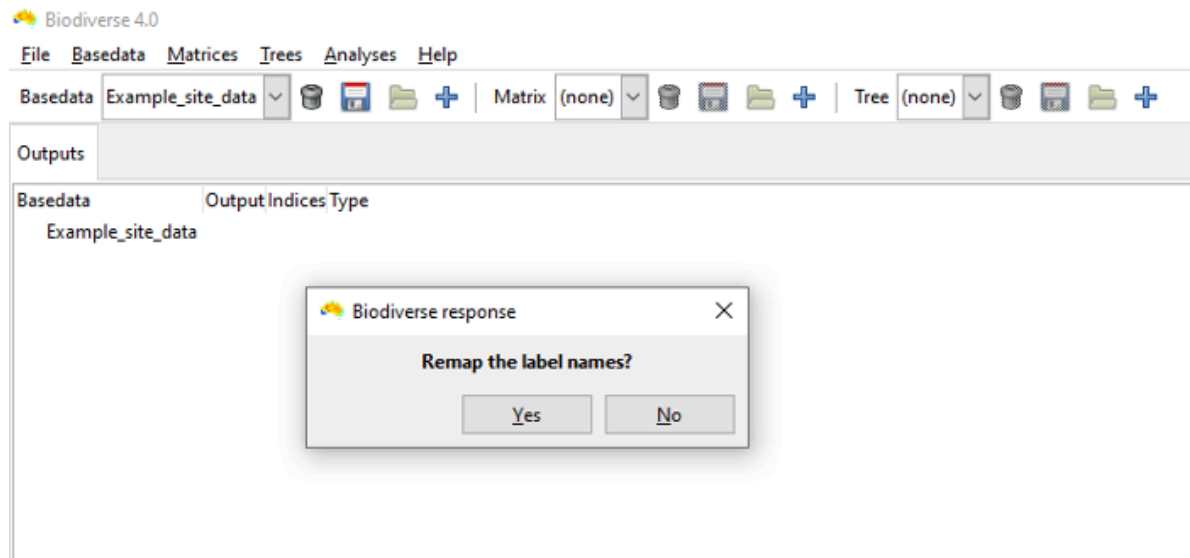 Biodiverse 4.0
File Basedata Matrices Trees Analyses Help
Basedata Example_site_data Matrix (none) Tree (none)
Outputs
Basedata Output Indices Type
Example_site_data
Biodiverse response
Remap the label names?
Yes No